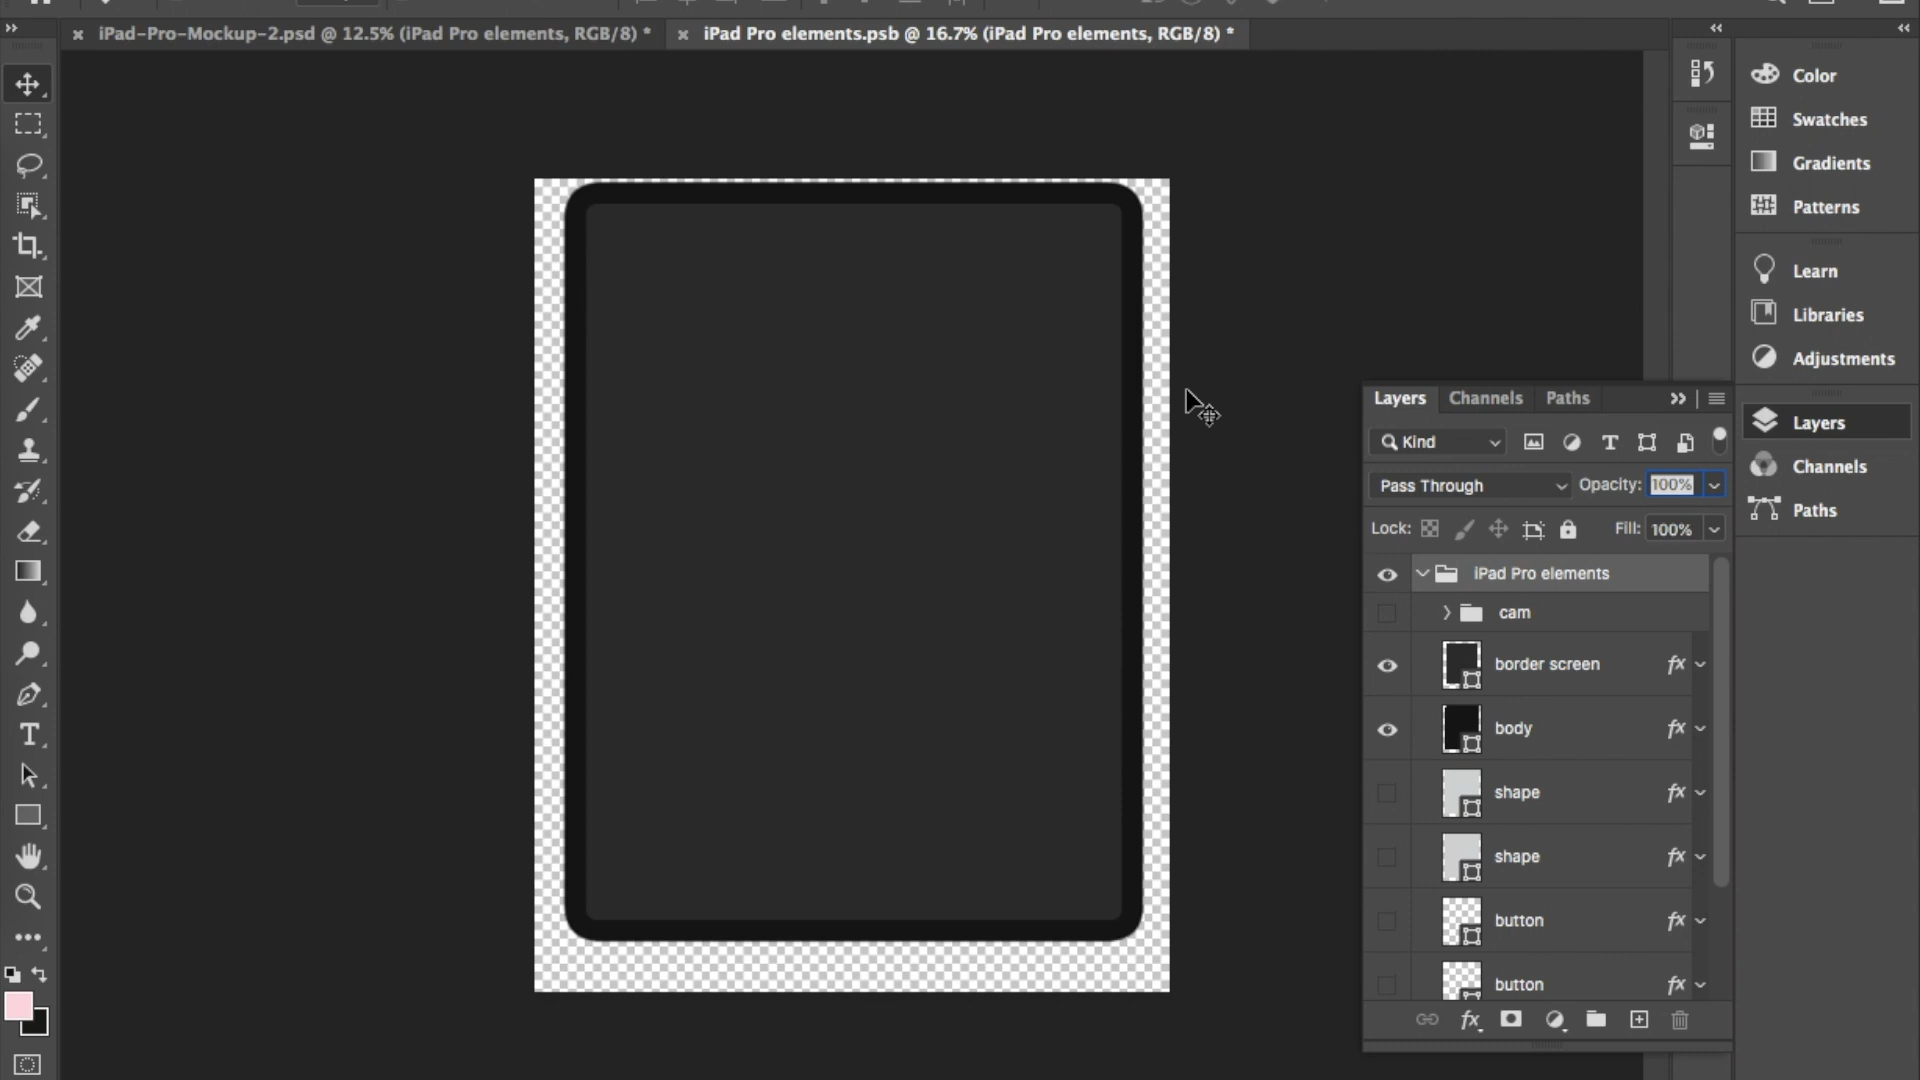 iPad-Pro-Mockup-2.psd @ 12.5% (iPad Pro elements, RGB/8) *
iPad Pro elements.psb @ 16.7% (iPad Pro elements, RGB/8) *
Color
Swatches
Gradients
Patterns
Learn
Libraries
Adjustments
Layers
Channels
Paths
Layers Channels Paths
Kind
Pass Through Opacity: 100%
Lock: Fill: 100%
iPad Pro elements
cam
border screen fx
body fx
shape fx
shape fx
button fx
button fx
fx